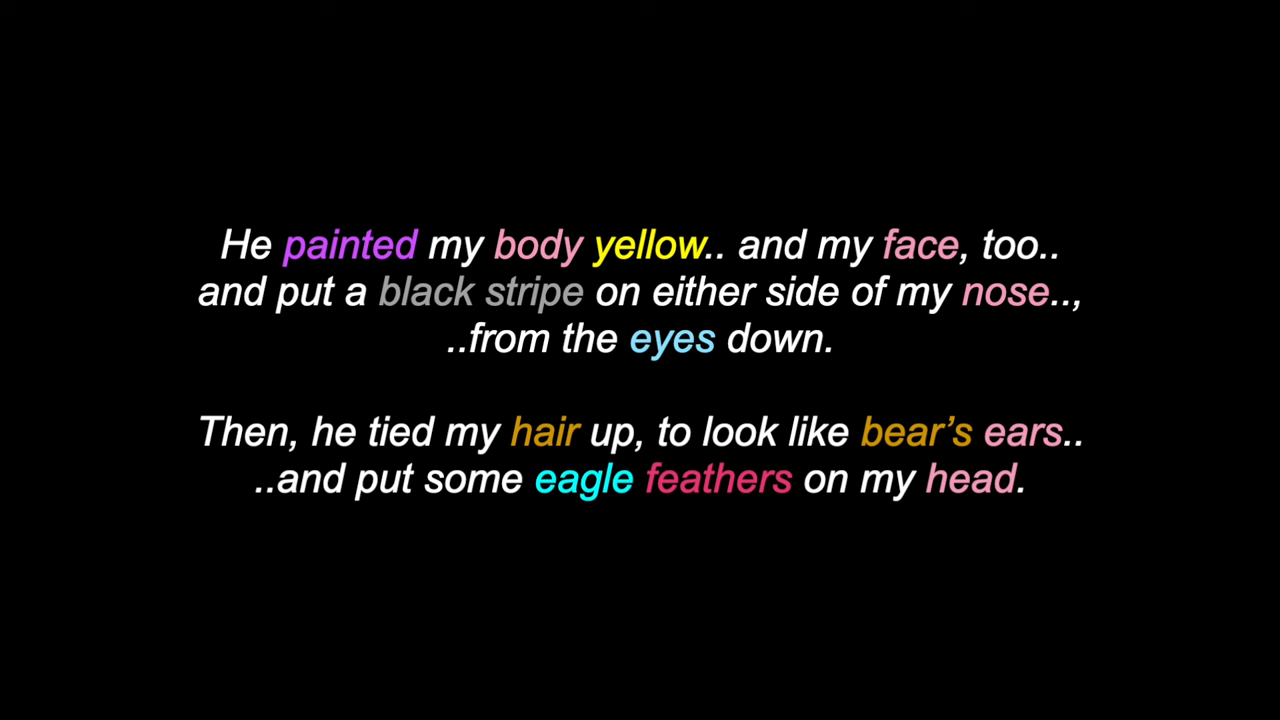 He painted my body yellow.. and my face, too..
and put a black stripe on either side of my nose..,
..from the eyes down.
Then, he tied my hair up, to look like bear’s ears..
..and put some eagle feathers on my head.